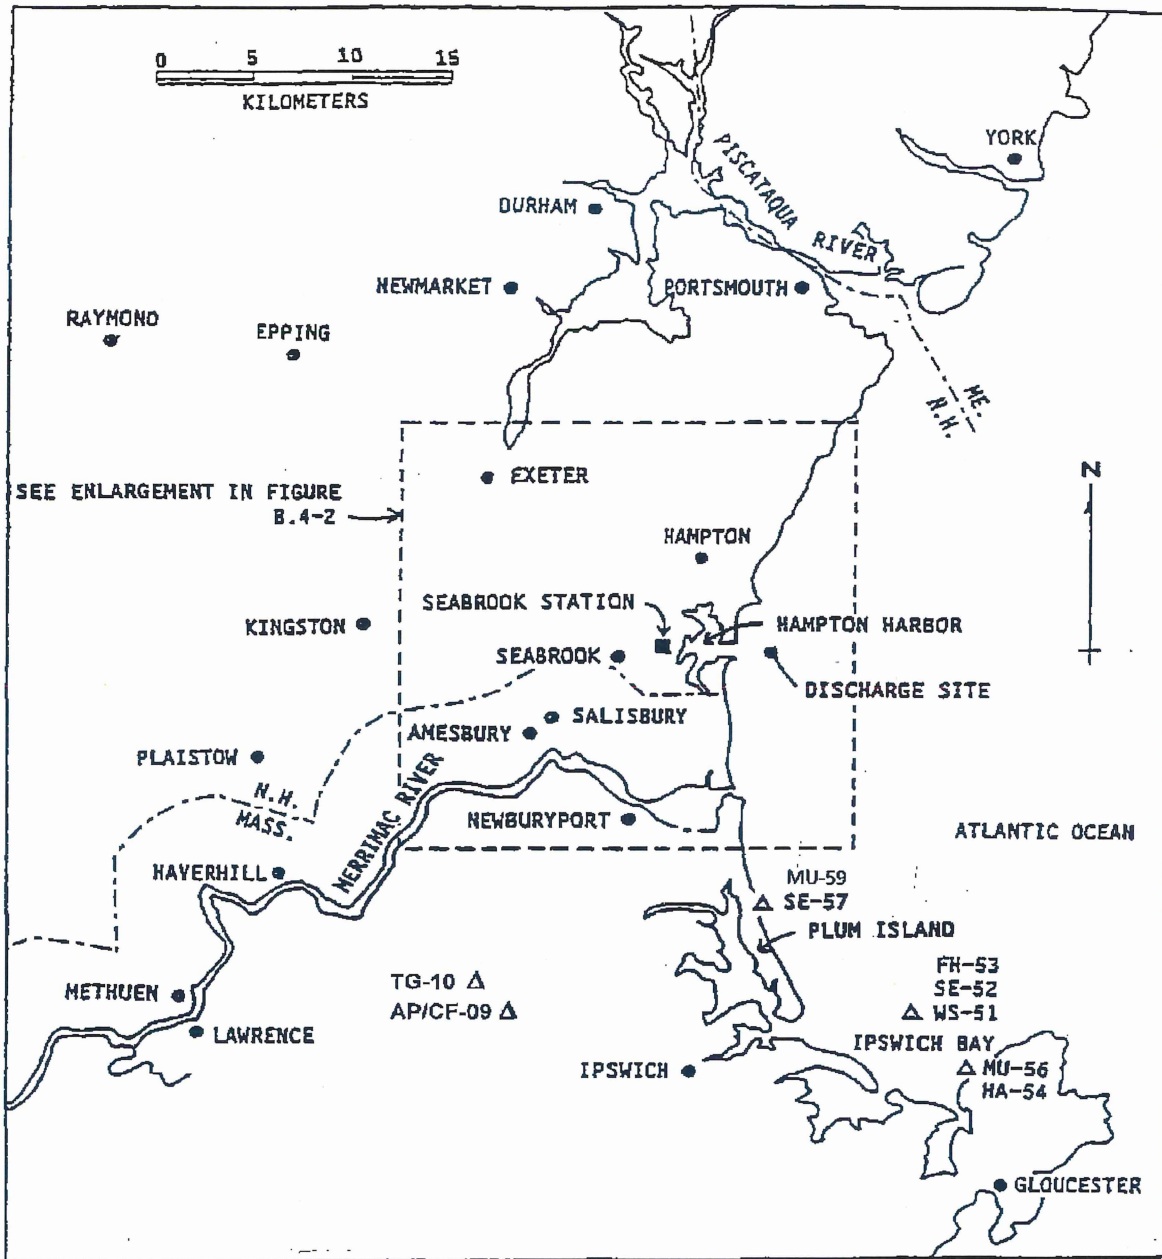 0 5 10 15
KILOMETERS
YORK
PISCATAQUA
RIVER
DURHAM
NEWMARKET
PORTSMOUTH
RAYMOND
EPPING
ME.
N.H.
EXETER
N
SEE ENLARGEMENT IN FIGURE
B.4-2
HAMPTON
SEABROOK STATION
HAMPTON HARBOR
KINGSTON
SEABROOK
DISCHARGE SITE
SALISBURY
AMESBURY
PLAISTOW
N.H.
MASS.
MERRIMAC RIVER
NEWBURYPORT
ATLANTIC OCEAN
HAVERHILL
MU-59
SE-57
PLUM ISLAND
FH-53
SE-52
WS-51
TG-10
AP/CF-09
METHUEN
LAWRENCE
IPSWICH BAY
IPSWICH
MU-56
HA-54
GLOUCESTER